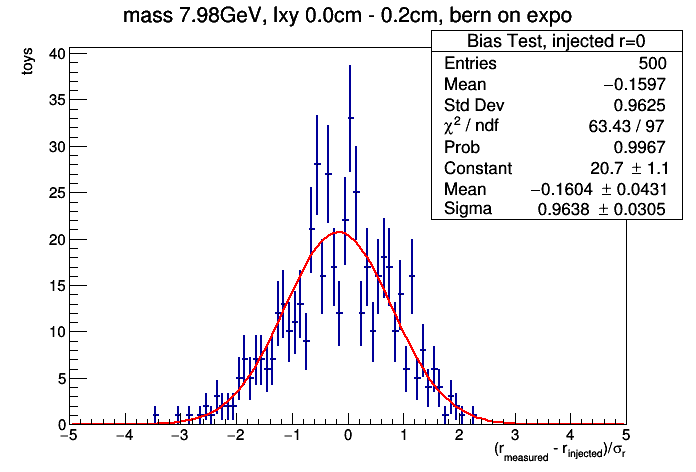 mass 7.98GeV, lxy 0.0cm - 0.2cm, bern on expo
Bias Test, injected r=0
Entries 500
Mean −0.1597
Std Dev 0.9625
χ² / ndf 63.43 / 97
Prob 0.9967
Constant 20.7 ± 1.1
Mean −0.1604 ± 0.0431
Sigma 0.9638 ± 0.0305
toys
40
35
30
25
20
15
10
5
0
−5 −4 −3 −2 −1 0 1 2 3 4 5
(r_measured - r_injected)/σ_r